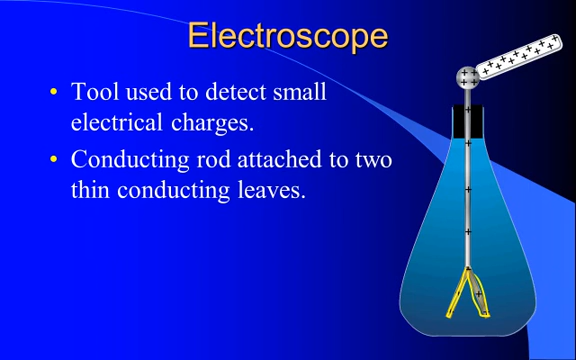 Electroscope
• Tool used to detect small
electrical charges.
• Conducting rod attached to two
thin conducting leaves.